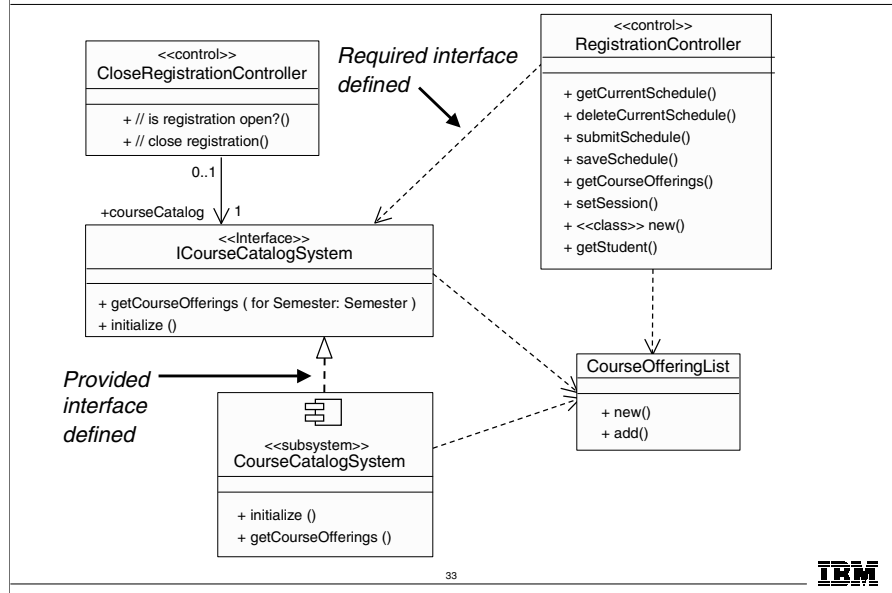 <<control>>
CloseRegistrationController
+ // is registration open?()
+ // close registration()
Required interface
defined
<<control>>
RegistrationController
+ getCurrentSchedule()
+ deleteCurrentSchedule()
+ submitSchedule()
+ saveSchedule()
+ getCourseOfferings()
+ setSession()
+ <<class>> new()
+ getStudent()
0..1
+courseCatalog
1
<<Interface>>
ICourseCatalogSystem
+ getCourseOfferings ( for Semester: Semester )
+ initialize ()
Provided
interface
defined
<<subsystem>>
CourseCatalogSystem
+ initialize ()
+ getCourseOfferings ()
CourseOfferingList
+ new()
+ add()
33
IBM